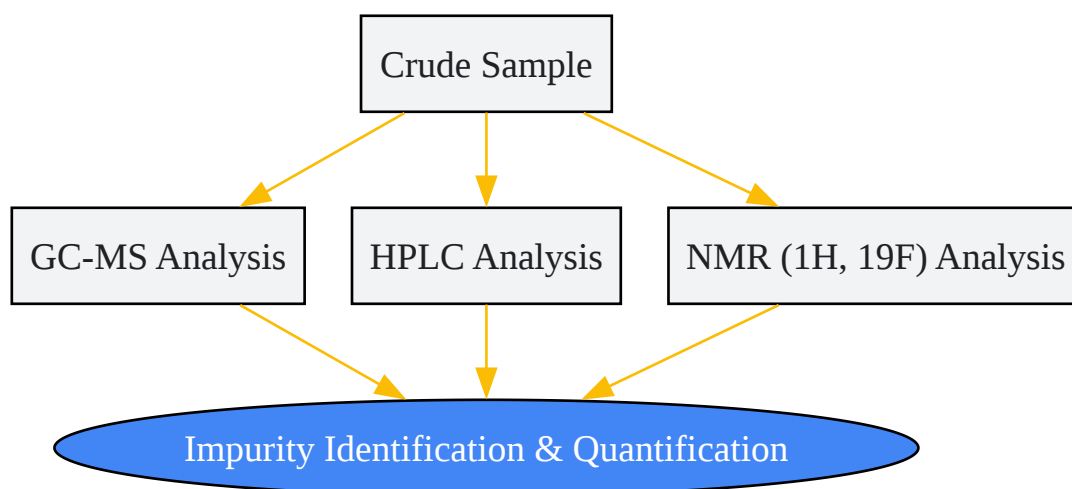 Crude Sample
GC-MS Analysis
HPLC Analysis
NMR (1H, 19F) Analysis
Impurity Identification & Quantification